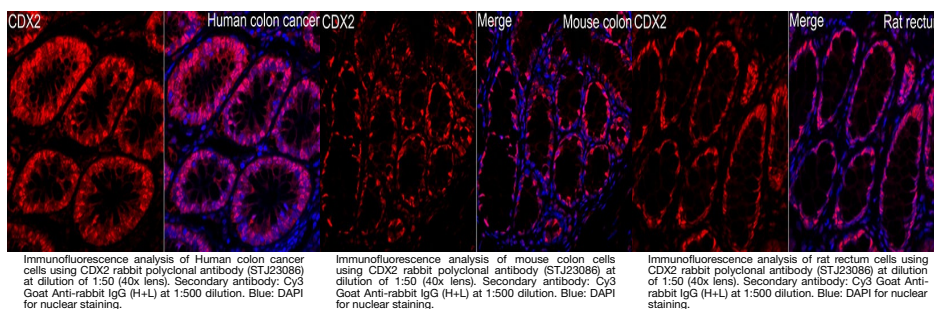 CDX2
Human colon cancer
CDX2
Merge
Mouse colon
CDX2
Merge
Rat rectu
Immunofluorescence analysis of Human colon cancer
cells using CDX2 rabbit polyclonal antibody (STJ23086)
at dilution of 1:50 (40x lens). Secondary antibody: Cy3
Goat Anti-rabbit IgG (H+L) at 1:500 dilution. Blue: DAPI
for nuclear staining.
Immunofluorescence analysis of mouse colon cells
using CDX2 rabbit polyclonal antibody (STJ23086) at
dilution of 1:50 (40x lens). Secondary antibody: Cy3
Goat Anti-rabbit IgG (H+L) at 1:500 dilution. Blue: DAPI
for nuclear staining.
Immunofluorescence analysis of rat rectum cells using
CDX2 rabbit polyclonal antibody (STJ23086) at dilution
of 1:50 (40x lens). Secondary antibody: Cy3 Goat Anti-
rabbit IgG (H+L) at 1:500 dilution. Blue: DAPI for nuclear
staining.